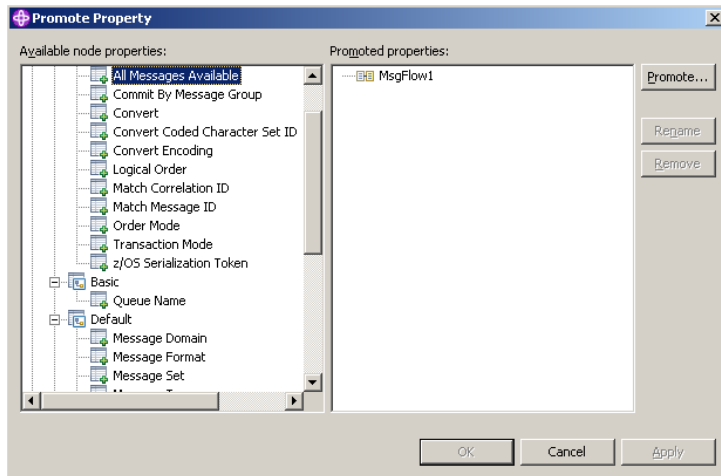 Promote Property
Available node properties:
All Messages Available
Commit By Message Group
Convert
Convert Coded Character Set ID
Convert Encoding
Logical Order
Match Correlation ID
Match Message ID
Order Mode
Transaction Mode
z/OS Serialization Token
Basic
Queue Name
Default
Message Domain
Message Format
Message Set
Promoted properties:
MsgFlow1
Promote...
Rename
Remove
OK
Cancel
Apply